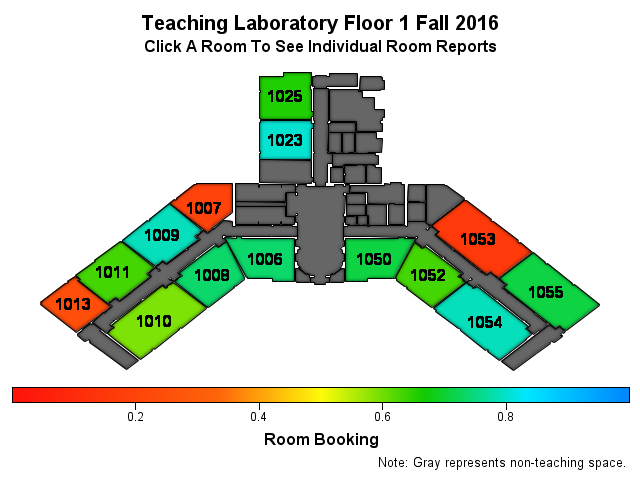 Teaching Laboratory Floor 1 Fall 2016
Click A Room To See Individual Room Reports
1025
1023
1007
1009
1011
1013
1006
1008
1010
1050
1052
1053
1055
1054
0.2 0.4 0.6 0.8
Room Booking
Note: Gray represents non-teaching space.